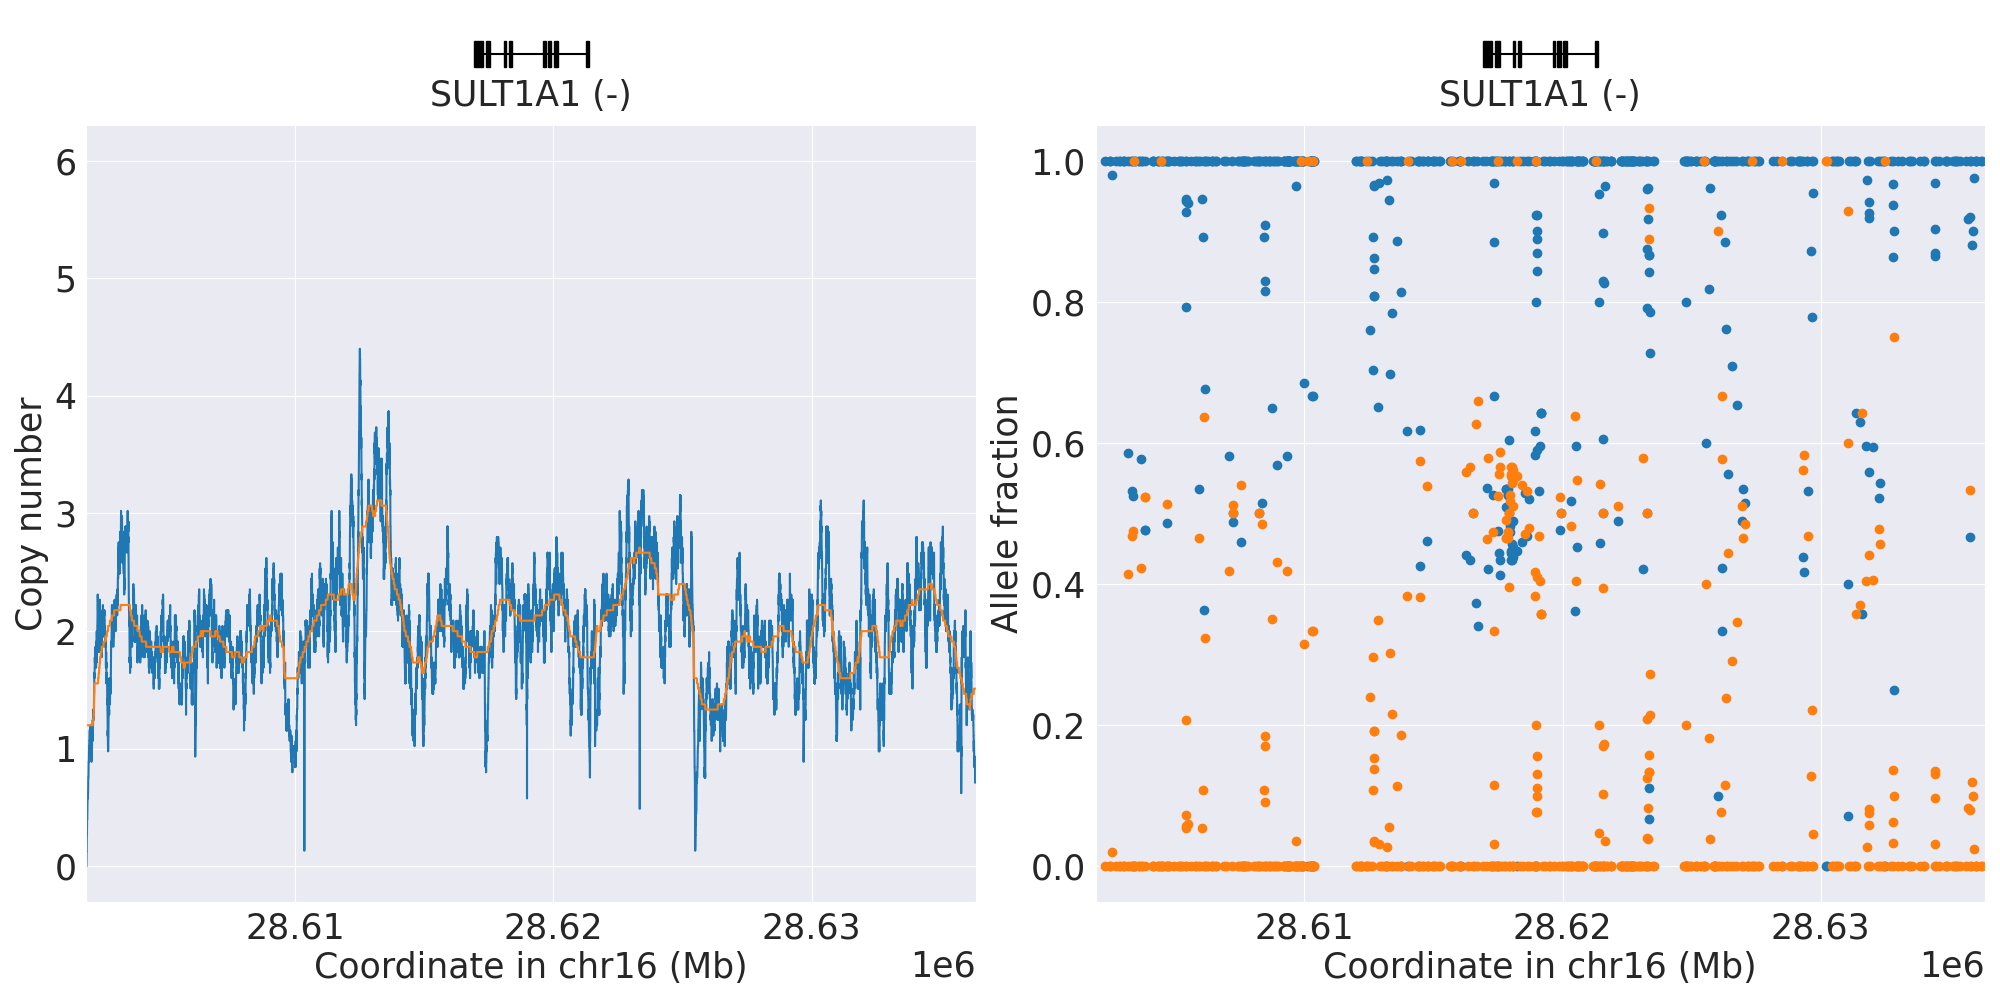 SULT1A1 (-)
SULT1A1 (-)
Copy number
6
5
4
3
2
1
0
28.61
28.62
28.63
Coordinate in chr16 (Mb)
1e6
Allele fraction
1.0
0.8
0.6
0.4
0.2
0.0
28.61
28.62
28.63
Coordinate in chr16 (Mb)
1e6